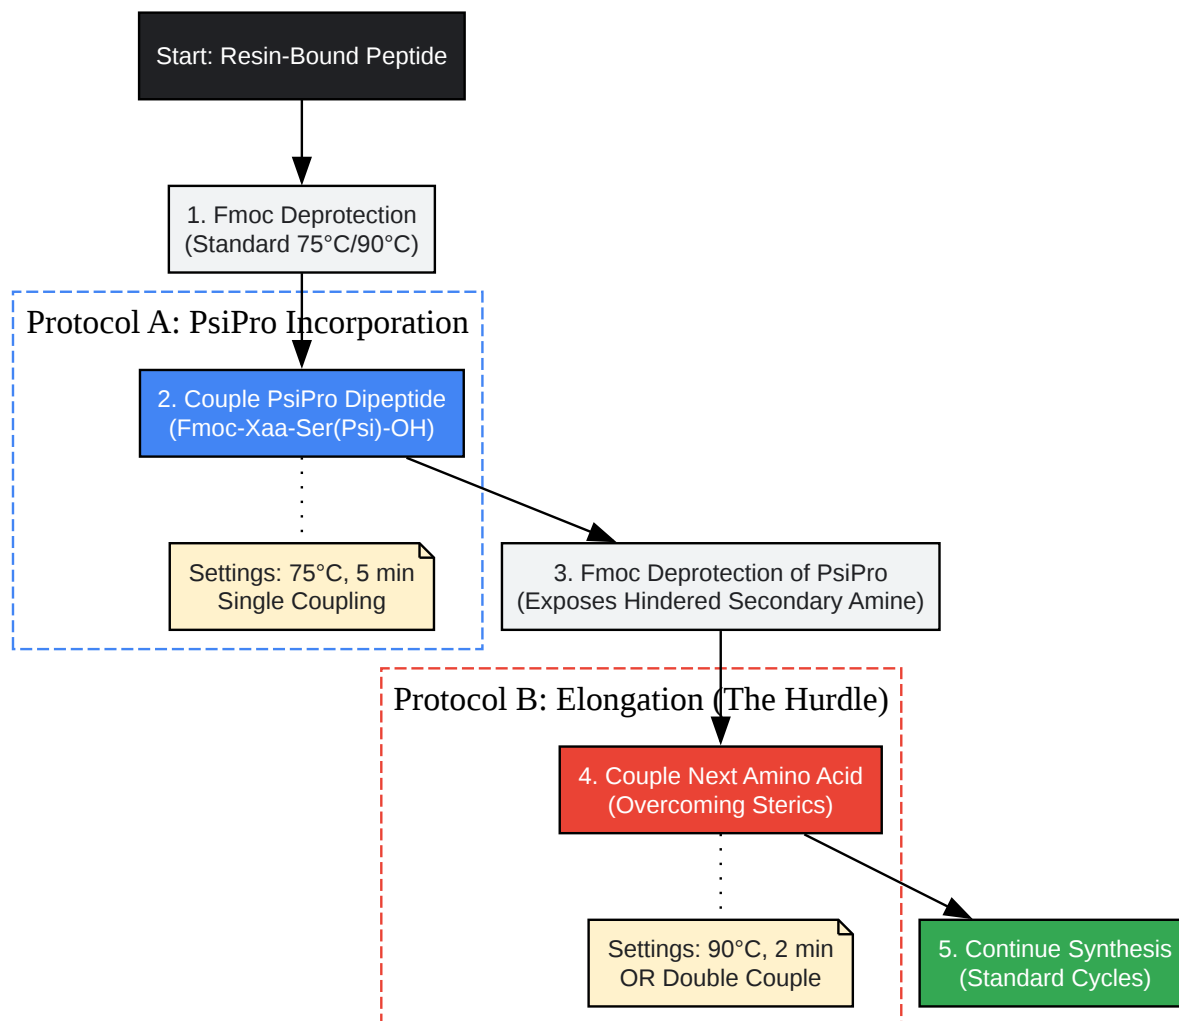 Start: Resin-Bound Peptide
1. Fmoc Deprotection
(Standard 75°C/90°C)
Protocol A: PsiPro Incorporation
2. Couple PsiPro Dipeptide
(Fmoc-Xaa-Ser(Psi)-OH)
Settings: 75°C, 5 min
Single Coupling
3. Fmoc Deprotection of PsiPro
(Exposes Hindered Secondary Amine)
Protocol B: Elongation (The Hurdle)
4. Couple Next Amino Acid
(Overcoming Sterics)
Settings: 90°C, 2 min
OR Double Couple
5. Continue Synthesis
(Standard Cycles)